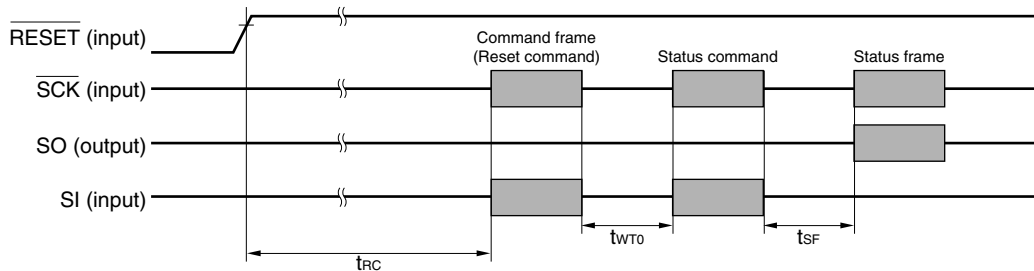 RESET (input)
Command frame
(Reset command)
Status command
Status frame
SCK (input)
SO (output)
SI (input)
tWT0
tSF
tRC